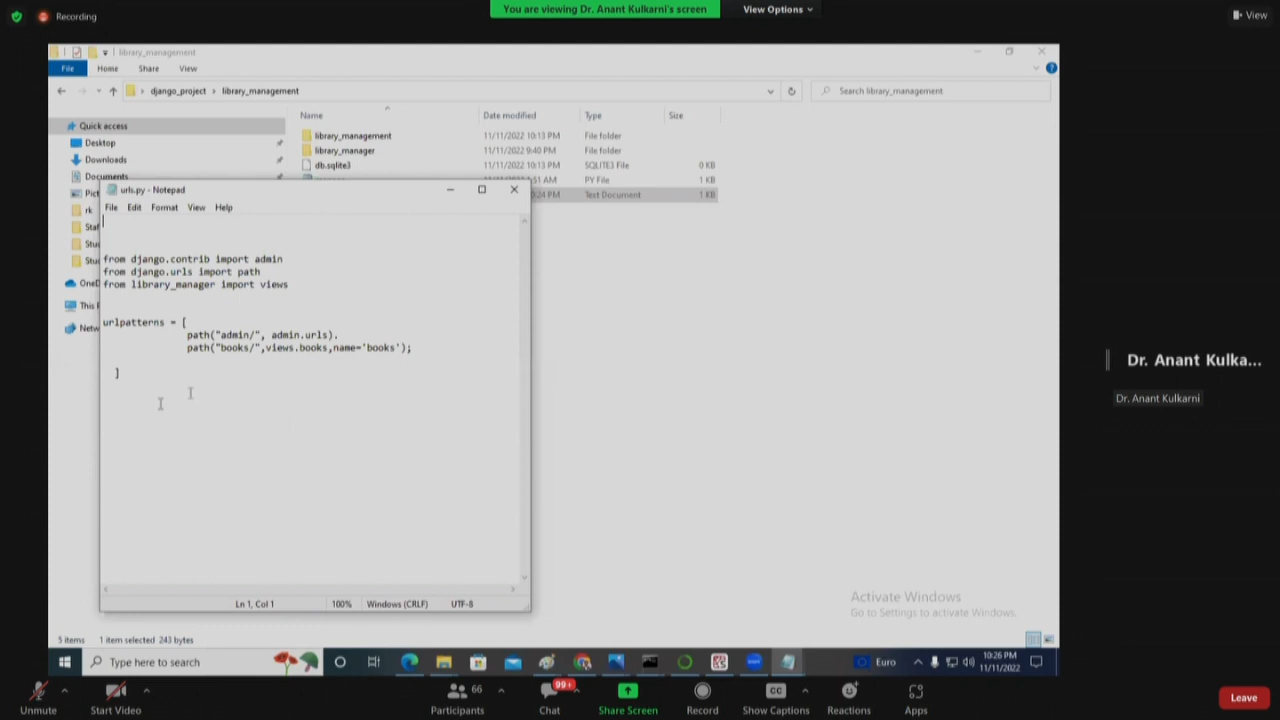 Recording
You are viewing Dr. Anant Kulkarni's screen
View Options
View
library_management
File Home Share View
django_project library_management
Search library_management
Name Date modified Type Size
Quick access
library_management 11/11/2022 10:13 PM File folder
Desktop
library_manager 11/11/2022 9:40 PM File folder
Downloads
db.sqlite3 11/11/2022 10:13 PM SQLITE3 File 0 KB
Documents
PY File 1 KB
Text Document 1 KB
urls.py - Notepad
File Edit Format View Help
rk
from django.contrib import admin
from django.urls import path
from library_manager import views
urlpatterns = [
path("admin/", admin.urls).
path("books/",views.books,name='books');
]
Ln 1, Col 1 100% Windows (CRLF) UTF-8
Dr. Anant Kulka...
Dr. Anant Kulkarni
Activate Windows
Go to Settings to activate Windows.
5 items 1 item selected 243 bytes
Type here to search
Euro
10:26 PM
11/11/2022
Unmute
Start Video
66
Participants
99+
Chat
Share Screen
Record
CC
Show Captions
Reactions
Apps
Leave